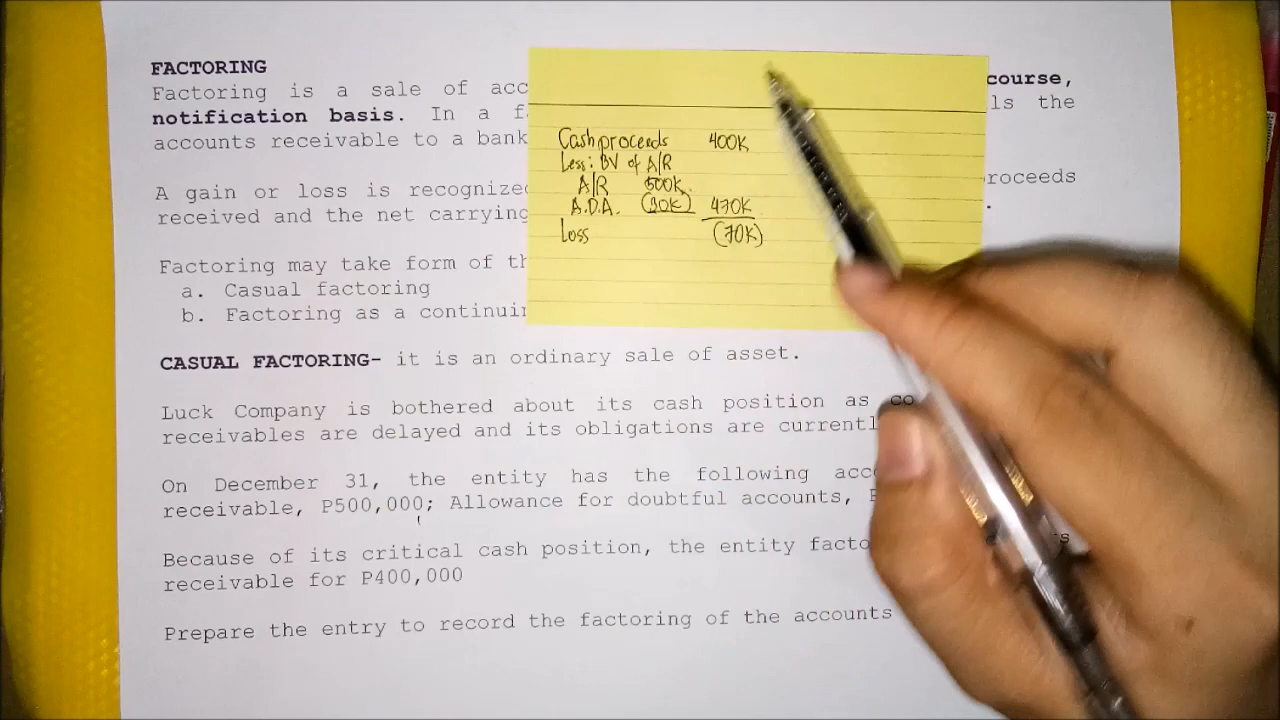 FACTORING
Factoring is a sale of acc course,
notification basis. In a f ls the
accounts receivable to a bank
A gain or loss is recognize roceeds
received and the net carrying
Factoring may take form of th
a. Casual factoring
b. Factoring as a continui
Cash proceeds 400K
Less: BV of A/R
A/R 500K
A.D.A. (30K) 470K
Loss (70K)
CASUAL FACTORING- it is an ordinary sale of asset.
Luck Company is bothered about its cash position as co
receivables are delayed and its obligations are currentl
On December 31, the entity has the following acc
receivable, P500,000; Allowance for doubtful accounts,
Because of its critical cash position, the entity facto s
receivable for P400,000
Prepare the entry to record the factoring of the accounts